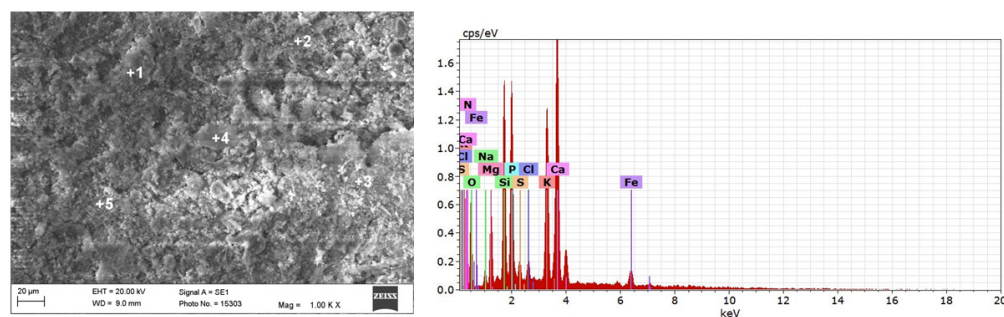 +1
+2
+4
+3
+5
20 µm
EHT = 20.00 kV
Signal A = SE1
WD = 9.0 mm
Photo No. = 15303
Mag = 1.00 K X
ZEISS
cps/eV
1.6
1.4
1.2
1.0
0.8
0.6
0.4
0.2
0.0
N
Fe
Ca
Cl
S
O
Na
Mg
Si
P
S
Cl
K
Ca
Fe
2
4
6
8
10
12
14
16
18
20
keV